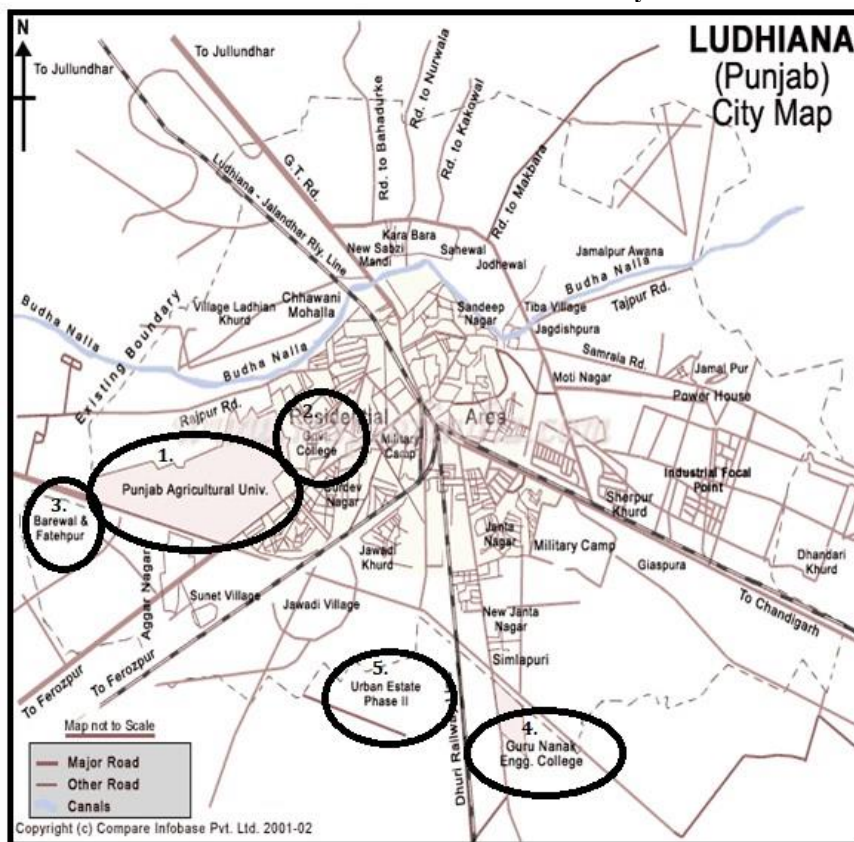 N
LUDHIANA
(Punjab)
City Map
To Jullundhar
To Jullundhar
Rd. to Bahadurke
Rd. to Nurwala
Rd. to Kakowal
Rd. to Makbara
G.T. Rd.
Ludhiana - Jalandhar Rly. Line
Kara Bara
New Sabzi
Mandi
Sahewal
Jodhewal
Jamalpur Awana
Budha Nalla
Tajpur Rd.
Existing Boundary
Village Ladhian
Khurd
Chhawani
Mohalla
Sandeep
Nagar
Tiba Village
Jagdishpura
Budha Nalla
Budha Nalla
Samrala Rd.
Jamal Pur
Moti Nagar
Power House
Rajpur Rd.
2.
Residential
Area
Govt.
College
Military
Camp
1.
Punjab Agricultural Univ.
Industrial Focal
Point
3.
Barewal &
Fatehpur
Gurdev
Nagar
Sherpur
Khurd
Janta
Nagar
Military Camp
Jawadi
Khurd
Giaspura
Dhandari
Khurd
Aggar Nagar
Sunet Village
Jawadi Village
New Janta
Nagar
To Chandigarh
Simlapuri
To Ferozpur
To Ferozpur
5.
Urban Estate
Phase II
Dhuri Railway
4.
Guru Nanak
Engg. College
Map not to Scale
Major Road
Other Road
Canals
Copyright (c) Compare Infobase Pvt. Ltd. 2001-02